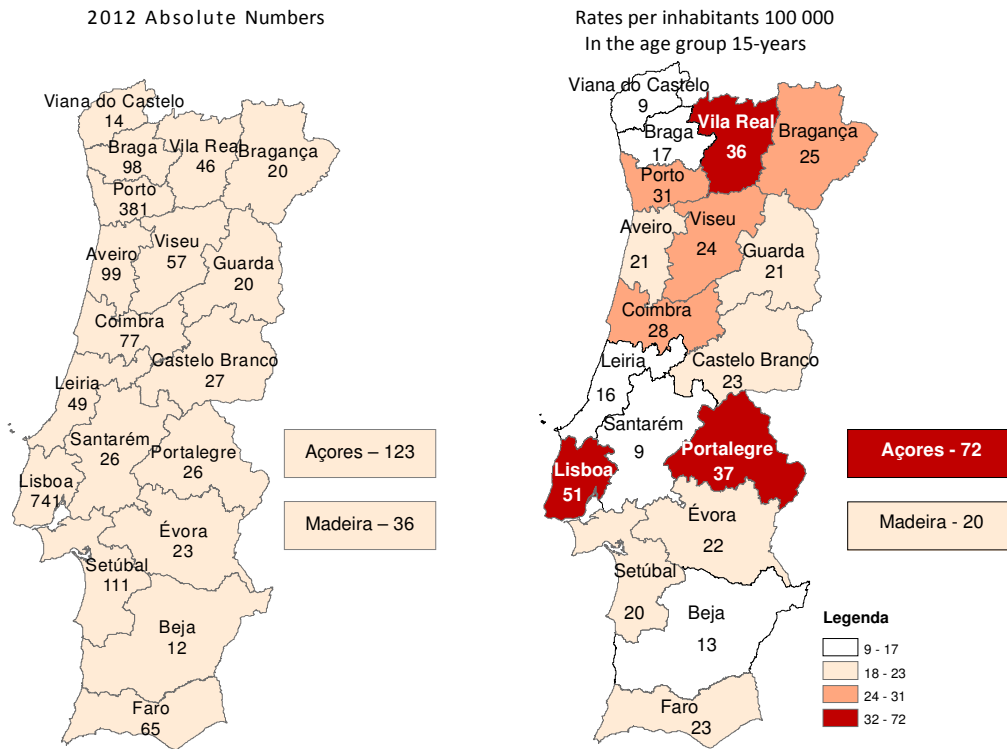 2012 Absolute Numbers
Viana do Castelo
14
Braga
98
Vila Real
46
Bragança
20
Porto
381
Aveiro
99
Viseu
57
Guarda
20
Coimbra
77
Castelo Branco
27
Leiria
49
Santarém
26
Portalegre
26
Lisboa
741
Évora
23
Setúbal
111
Beja
12
Faro
65
Açores – 123
Madeira – 36
Rates per inhabitants 100 000
In the age group 15-years
Viana do Castelo
9
Braga
17
Vila Real
36
Bragança
25
Porto
31
Aveiro
21
Viseu
24
Guarda
21
Coimbra
28
Castelo Branco
23
Leiria
16
Santarém
9
Portalegre
37
Lisboa
51
Évora
22
Setúbal
20
Beja
13
Faro
23
Açores - 72
Madeira - 20
Legenda
9 - 17
18 - 23
24 - 31
32 - 72